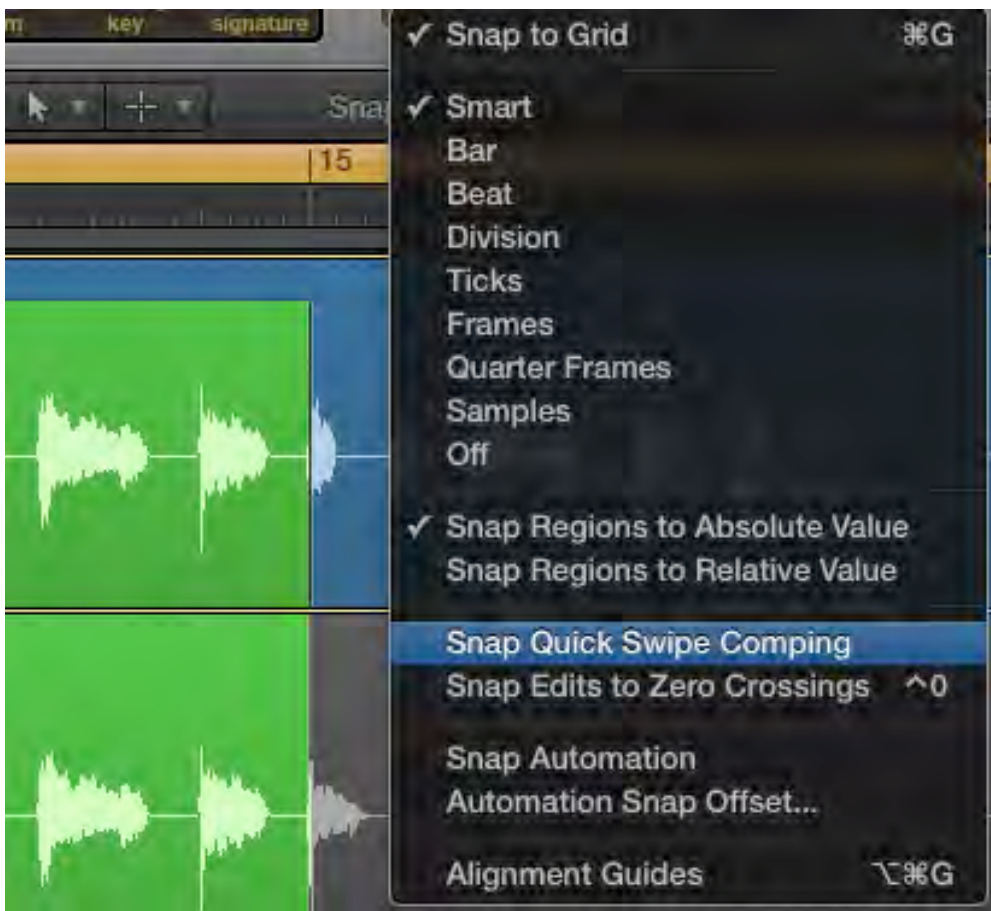 key signature
✓ Snap to Grid ⌘G
Snap
✓ Smart
15
Bar
Beat
Division
Ticks
Frames
Quarter Frames
Samples
Off
✓ Snap Regions to Absolute Value
Snap Regions to Relative Value
Snap Quick Swipe Comping
Snap Edits to Zero Crossings ^0
Snap Automation
Automation Snap Offset...
Alignment Guides ⌥⌘G